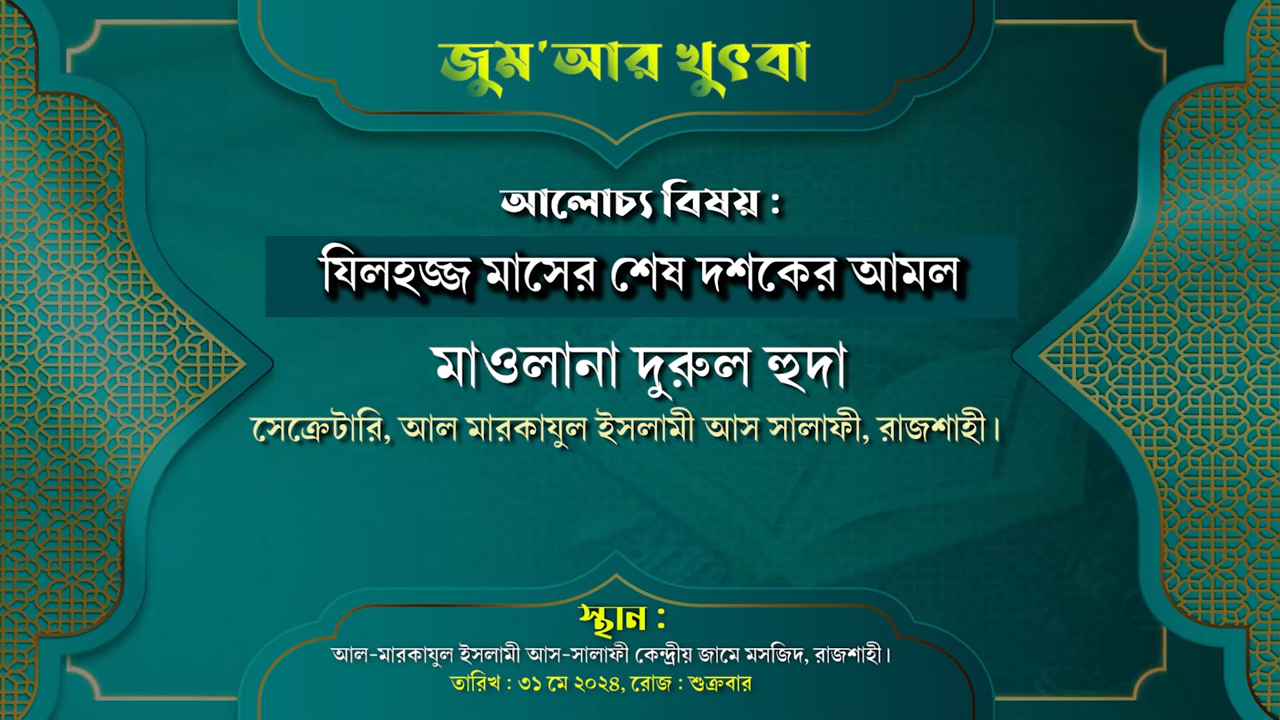 জুম'আর খুৎবা
আলোচ্য বিষয় :
যিলহজ্জ মাসের শেষ দশকের আমল
মাওলানা দুরুল হুদা
সেক্রেটারি, আল মারকাযুল ইসলামী আস সালাফী, রাজশাহী।
স্থান :
আল-মারকাযুল ইসলামী আস-সালাফী কেন্দ্রীয় জামে মসজিদ, রাজশাহী।
তারিখ : ৩১ মে ২০২৪, রোজ : শুক্রবার